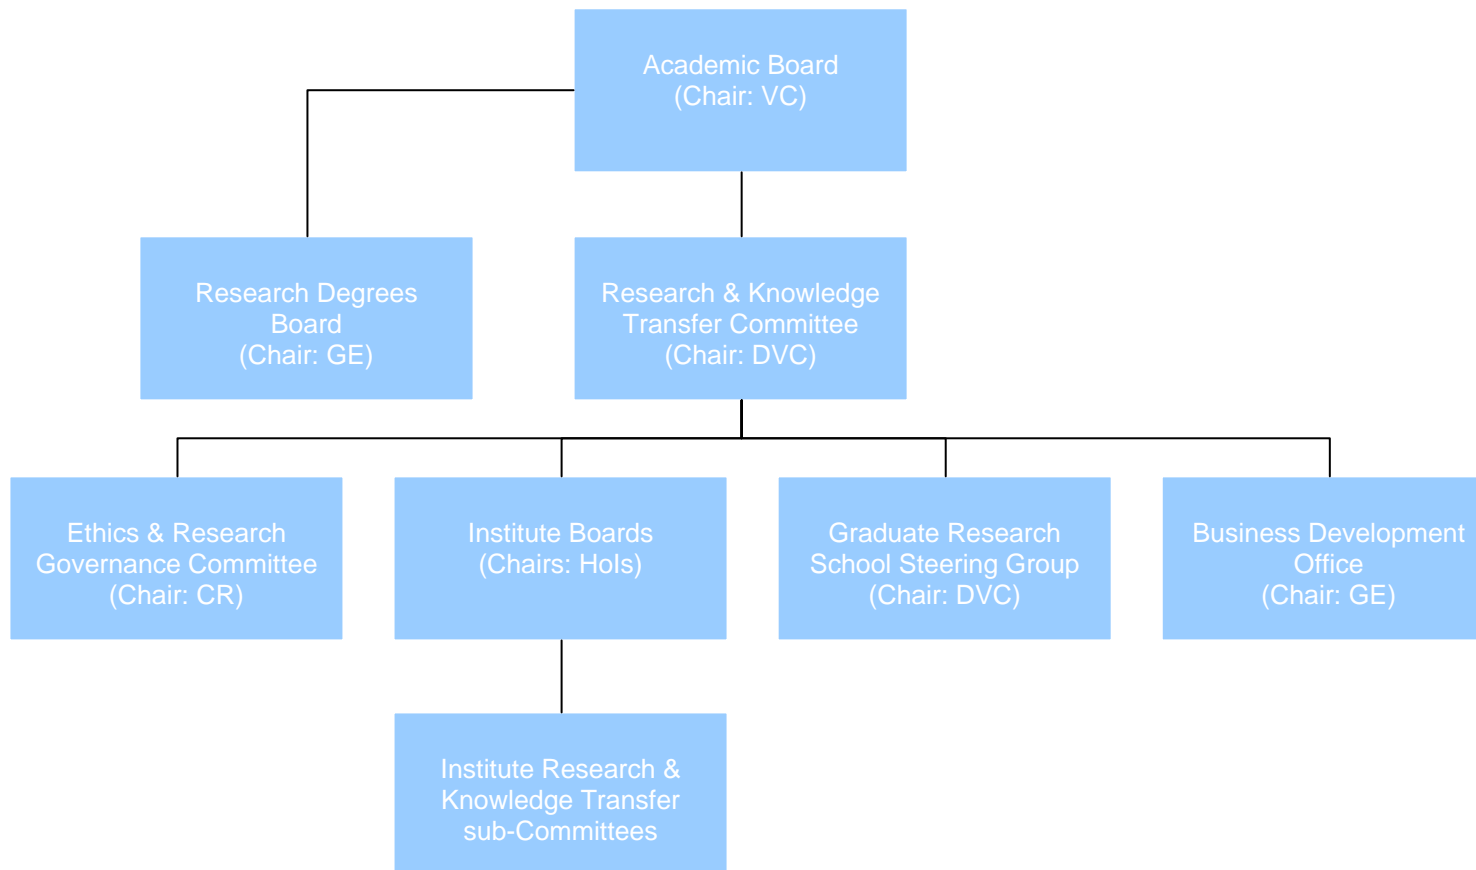 Academic Board
(Chair: VC)
Research Degrees
Board
(Chair: GE)
Research & Knowledge
Transfer Committee
(Chair: DVC)
Ethics & Research
Governance Committee
(Chair: CR)
Institute Boards
(Chairs: HoIs)
Graduate Research
School Steering Group
(Chair: DVC)
Business Development
Office
(Chair: GE)
Institute Research &
Knowledge Transfer
sub-Committees